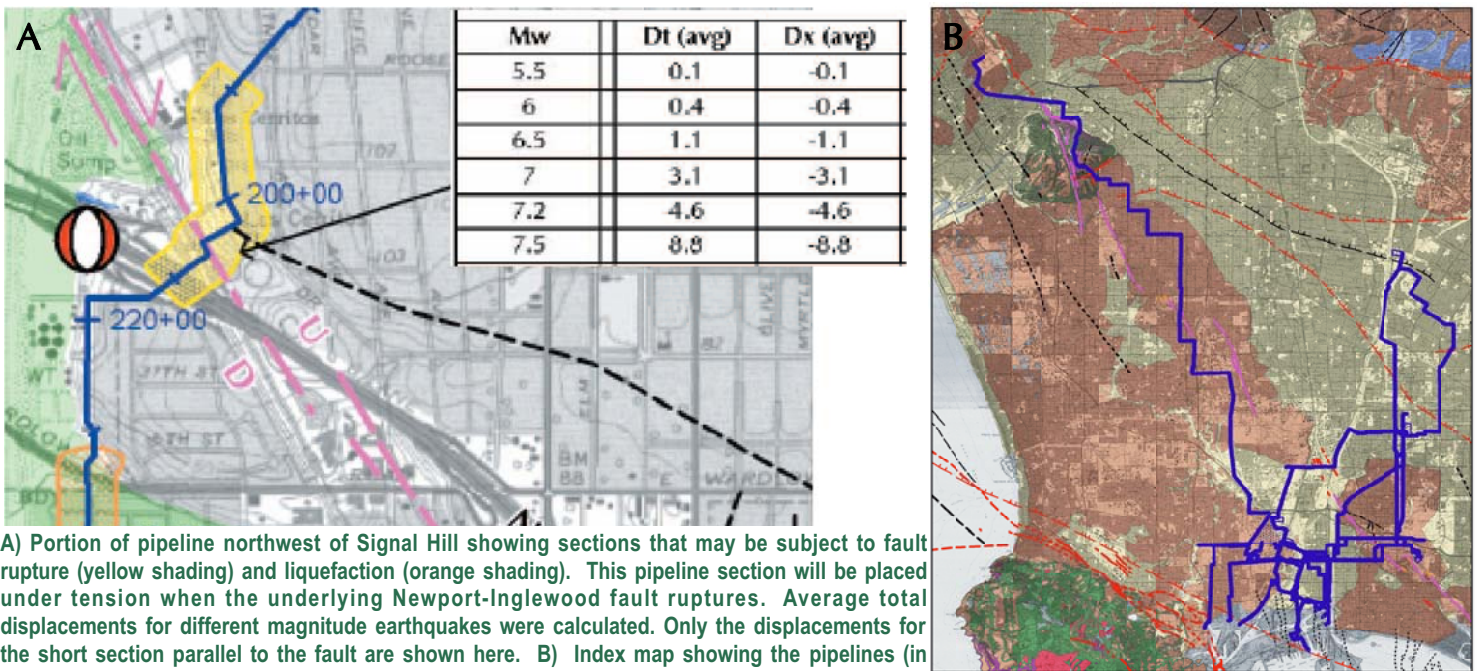 A
Mw Dt (avg) Dx (avg)
5.5 0.1 -0.1
6 0.4 -0.4
6.5 1.1 -1.1
7 3.1 -3.1
7.2 4.6 -4.6
7.5 8.8 -8.8
Oil
Sump
Cerritos
200+00
220+00
U
D
WT
37TH ST
BM
88
E
OLIVE
MYRTLE
ELM
B
A) Portion of pipeline northwest of Signal Hill showing sections that may be subject to fault
rupture (yellow shading) and liquefaction (orange shading). This pipeline section will be placed
under tension when the underlying Newport-Inglewood fault ruptures. Average total
displacements for different magnitude earthquakes were calculated. Only the displacements for
the short section parallel to the fault are shown here. B) Index map showing the pipelines (in